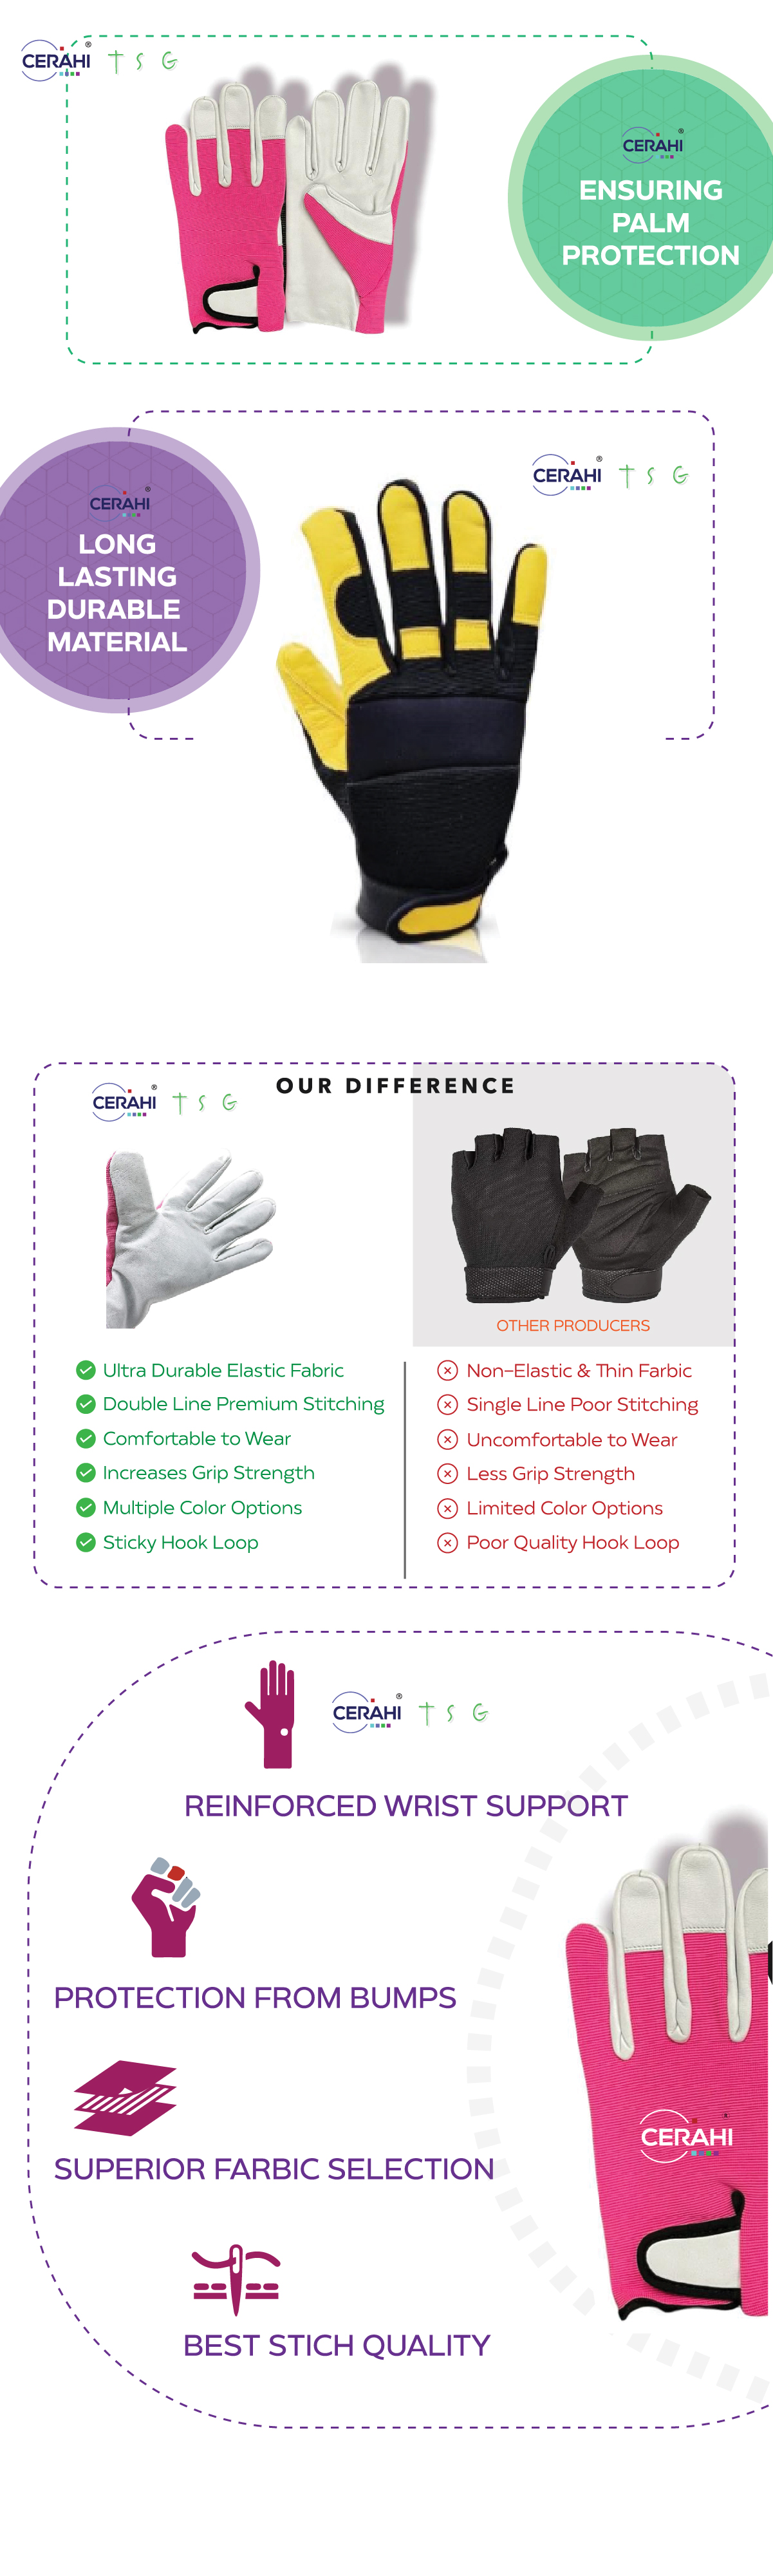 CERAHI ® T S G
CERAHI ®
ENSURING
PALM
PROTECTION
CERAHI ® T S G
CERAHI ®
LONG
LASTING
DURABLE
MATERIAL
OUR DIFFERENCE
CERAHI ® T S G
OTHER PRODUCERS
Ultra Durable Elastic Fabric
Double Line Premium Stitching
Comfortable to Wear
Increases Grip Strength
Multiple Color Options
Sticky Hook Loop
Non-Elastic & Thin Farbic
Single Line Poor Stitching
Uncomfortable to Wear
Less Grip Strength
Limited Color Options
Poor Quality Hook Loop
CERAHI ® T S G
REINFORCED WRIST SUPPORT
PROTECTION FROM BUMPS
SUPERIOR FARBIC SELECTION
CERAHI ®
BEST STICH QUALITY